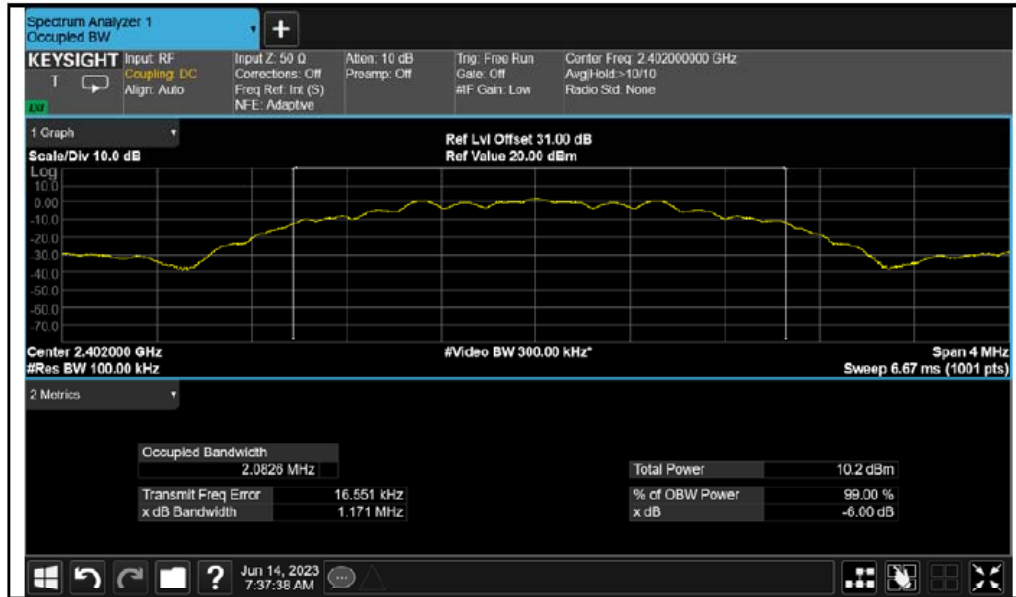 Spectrum Analyzer 1
Occupied BW
+
KEYSIGHT Input: RF
Coupling: DC
Align: Auto
Input Z: 50 Ω
Corrections: Off
Freq Ref: Int (S)
NFE: Adaptive
Atten: 10 dB
Preamp: Off
Trig: Free Run
Gate: Off
#IF Gain: Low
Center Freq: 2.402000000 GHz
Avg|Hold:>10/10
Radio Std: None
1 Graph
Scale/Div 10.0 dB
Ref Lvl Offset 31.00 dB
Ref Value 20.00 dBm
Log
10.0
0.00
-10.0
-20.0
-30.0
-40.0
-50.0
-60.0
-70.0
Center 2.402000 GHz
#Video BW 300.00 kHz*
Span 4 MHz
#Res BW 100.00 kHz
Sweep 6.67 ms (1001 pts)
2 Metrics
Occupied Bandwidth
2.0826 MHz
Total Power 10.2 dBm
Transmit Freq Error 16.551 kHz
% of OBW Power 99.00 %
x dB Bandwidth 1.171 MHz
x dB -6.00 dB
?
Jun 14, 2023
7:37:38 AM